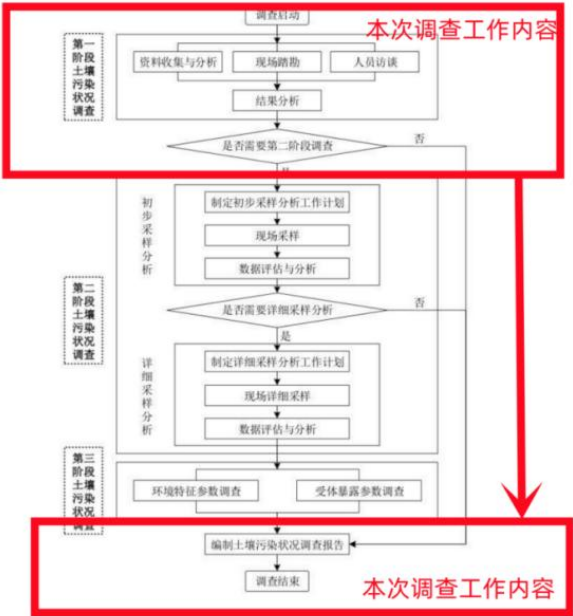 调查启动
本次调查工作内容
第一
阶段
土壤
污染
状况
调查
资料收集与分析
现场踏勘
人员访谈
结果分析
是否需要第二阶段调查
否
是
初步采样分析
制定初步采样分析工作计划
现场采样
数据评估与分析
第二
阶段
土壤
污染
状况
调查
是否需要详细采样分析
否
是
详细采样分析
制定详细采样分析工作计划
现场详细采样
数据评估与分析
第三
阶段
土壤
污染
状况
调查
环境特征参数调查
受体暴露参数调查
编制土壤污染状况调查报告
调查结束
本次调查工作内容